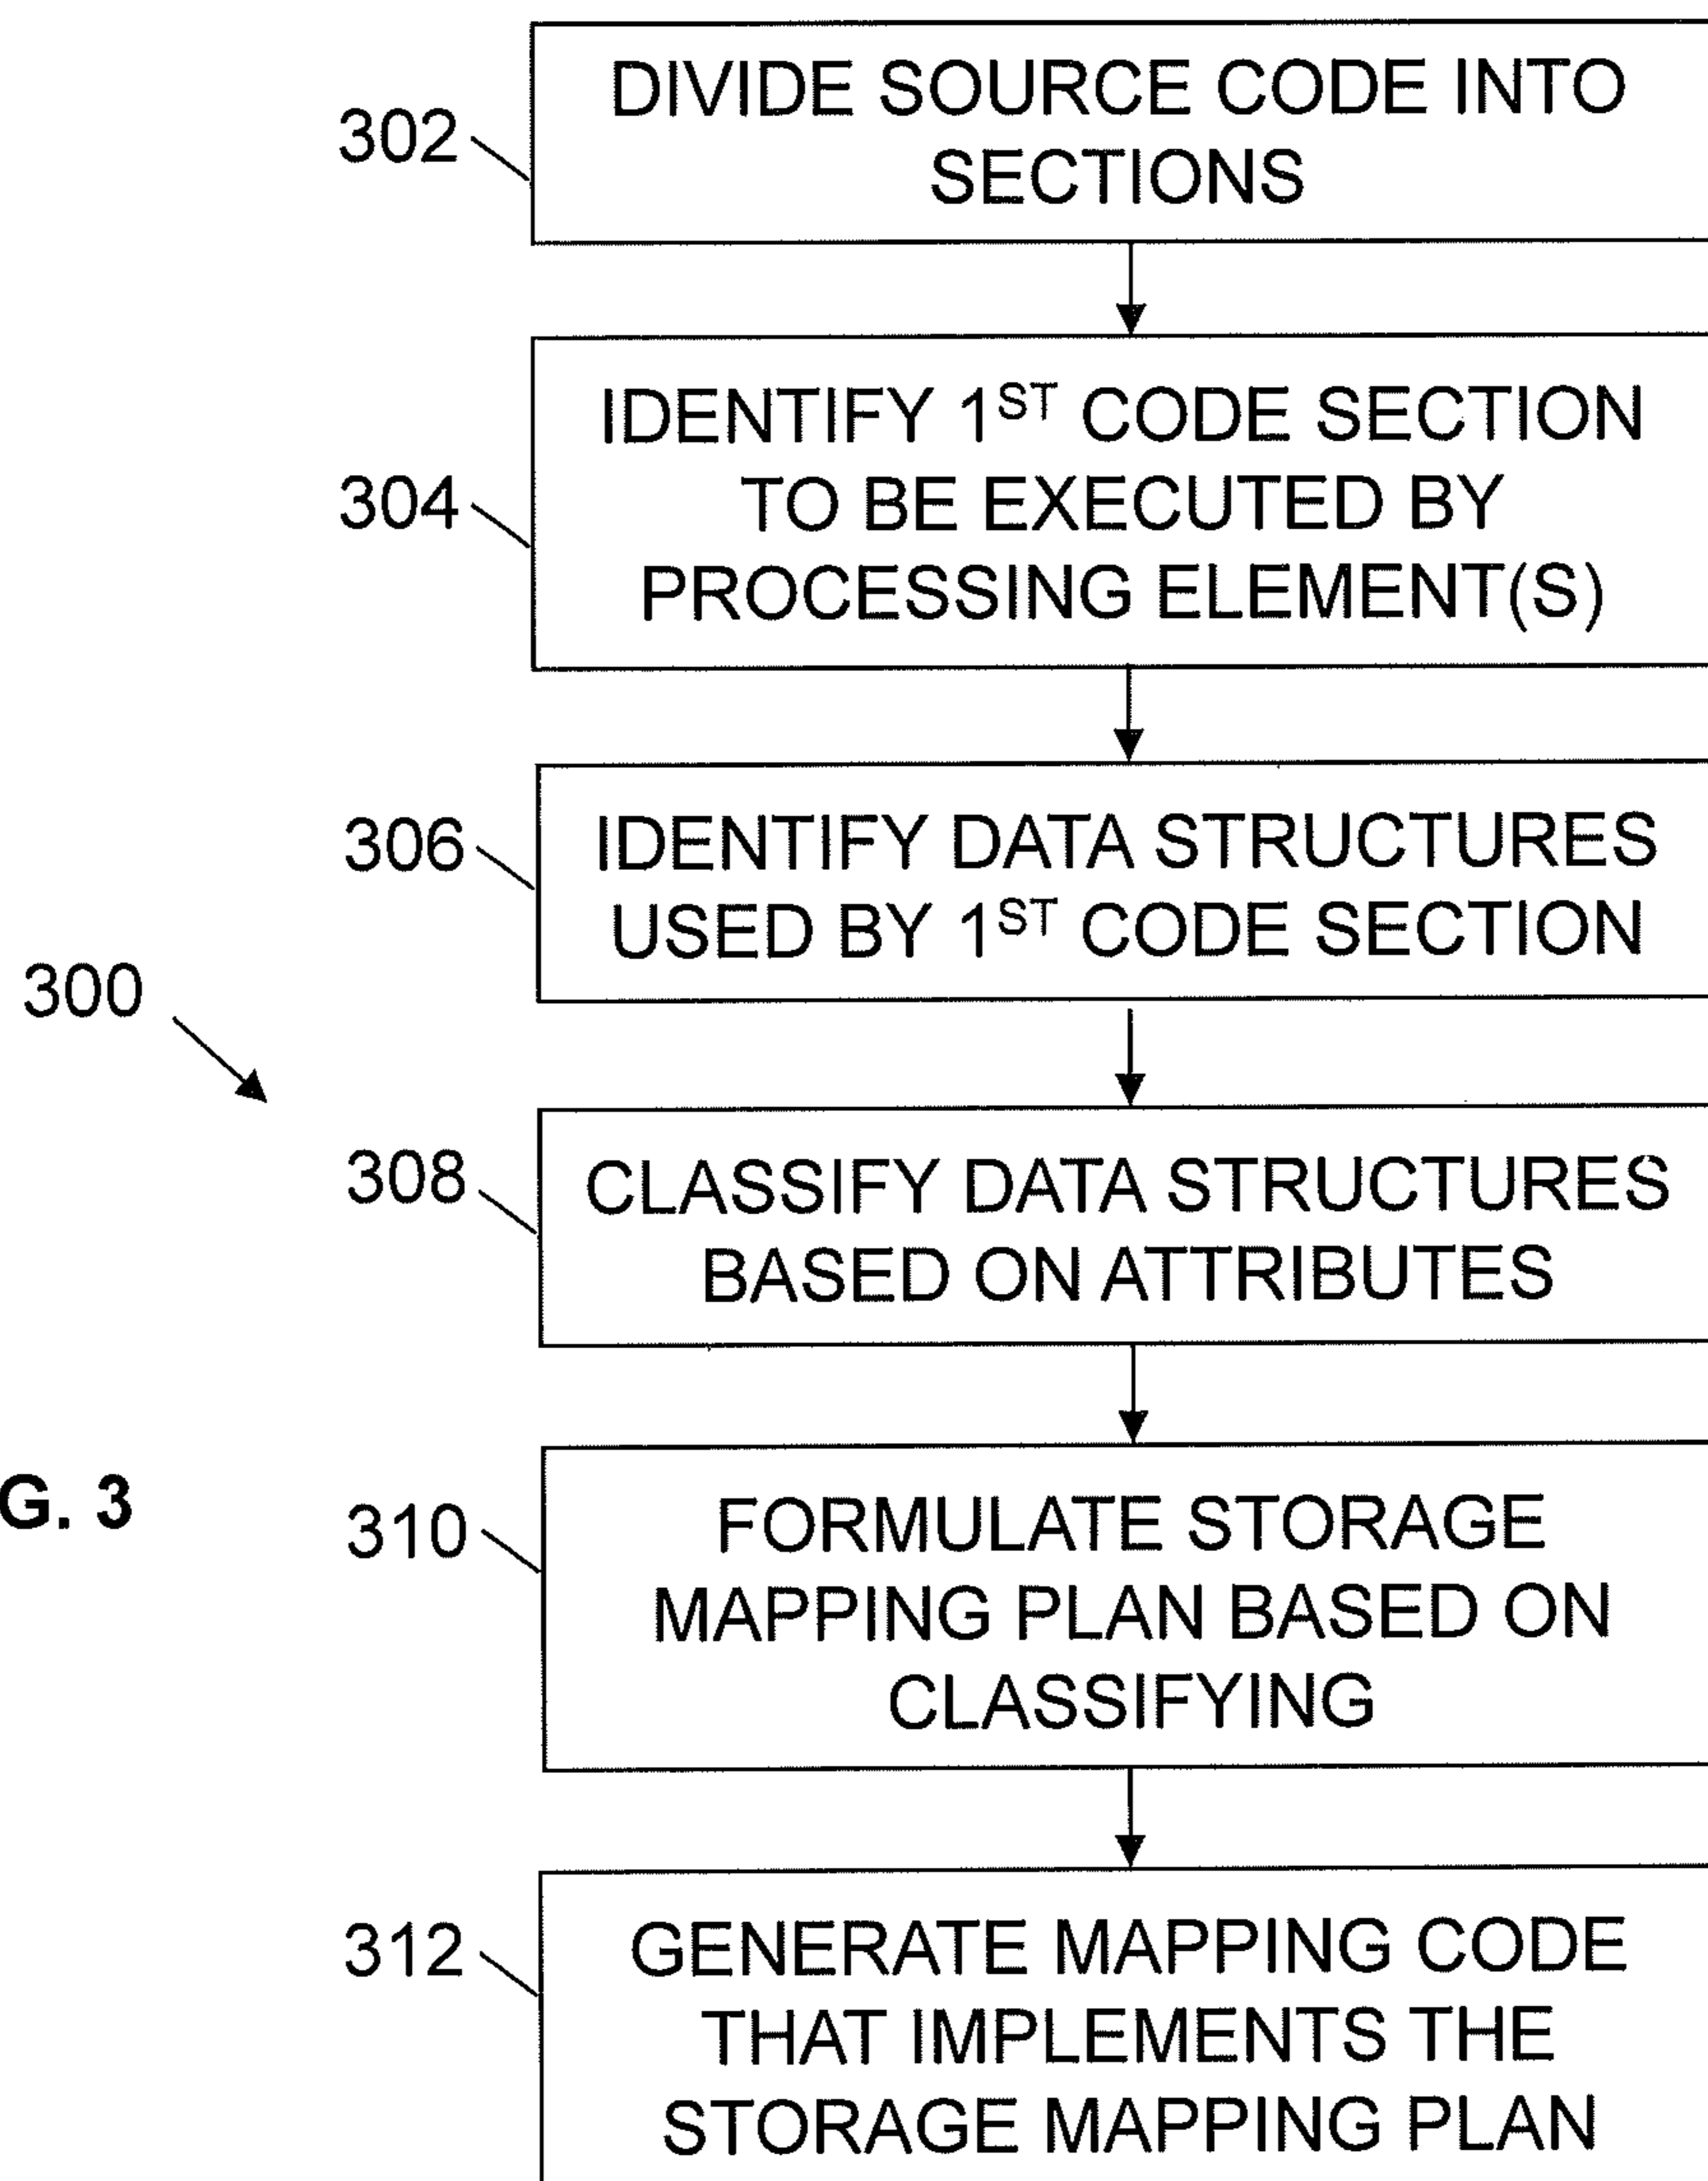 302
DIVIDE SOURCE CODE INTO
SECTIONS
304
IDENTIFY 1ST CODE SECTION
TO BE EXECUTED BY
PROCESSING ELEMENT(S)
306
IDENTIFY DATA STRUCTURES
USED BY 1ST CODE SECTION
300
308
CLASSIFY DATA STRUCTURES
BASED ON ATTRIBUTES
G. 3
310
FORMULATE STORAGE
MAPPING PLAN BASED ON
CLASSIFYING
312
GENERATE MAPPING CODE
THAT IMPLEMENTS THE
STORAGE MAPPING PLAN